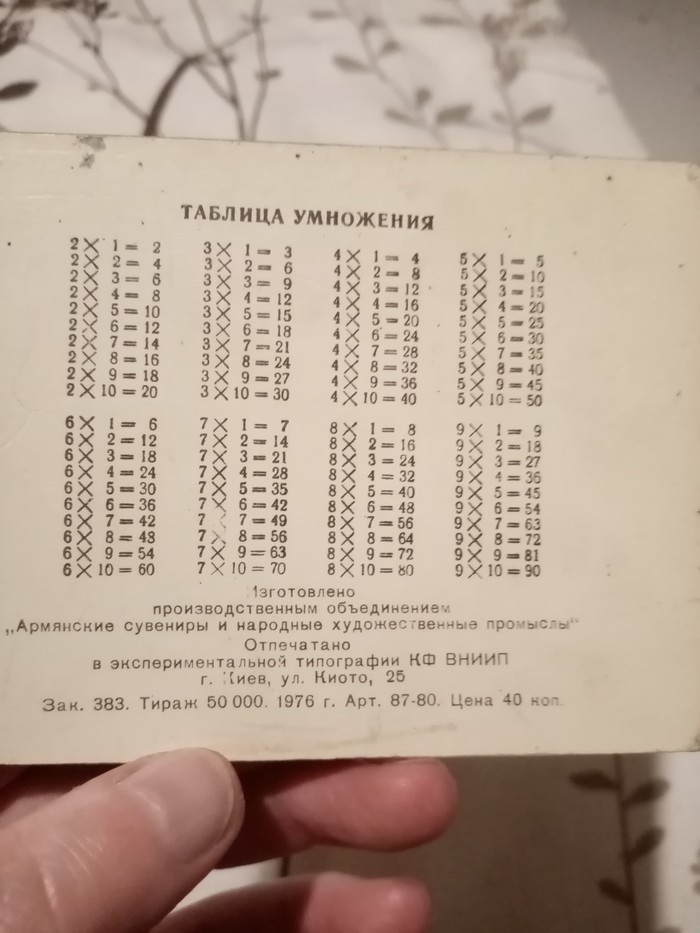 ТАБЛИЦА УМНОЖЕНИЯ
2 X 1 = 2 3 X 1 = 3 4 X 1 = 4 5 X 1 = 5
2 X 2 = 4 3 X 2 = 6 4 X 2 = 8 5 X 2 = 10
2 X 3 = 6 3 X 3 = 9 4 X 3 = 12 5 X 3 = 15
2 X 4 = 8 3 X 4 = 12 4 X 4 = 16 5 X 4 = 20
2 X 5 = 10 3 X 5 = 15 4 X 5 = 20 5 X 5 = 25
2 X 6 = 12 3 X 6 = 18 4 X 6 = 24 5 X 6 = 30
2 X 7 = 14 3 X 7 = 21 4 X 7 = 28 5 X 7 = 35
2 X 8 = 16 3 X 8 = 24 4 X 8 = 32 5 X 8 = 40
2 X 9 = 18 3 X 9 = 27 4 X 9 = 36 5 X 9 = 45
2 X 10 = 20 3 X 10 = 30 4 X 10 = 40 5 X 10 = 50
6 X 1 = 6 7 X 1 = 7 8 X 1 = 8 9 X 1 = 9
6 X 2 = 12 7 X 2 = 14 8 X 2 = 16 9 X 2 = 18
6 X 3 = 18 7 X 3 = 21 8 X 3 = 24 9 X 3 = 27
6 X 4 = 24 7 X 4 = 28 8 X 4 = 32 9 X 4 = 36
6 X 5 = 30 7 X 5 = 35 8 X 5 = 40 9 X 5 = 45
6 X 6 = 36 7 X 6 = 42 8 X 6 = 48 9 X 6 = 54
6 X 7 = 42 7 X 7 = 49 8 X 7 = 56 9 X 7 = 63
6 X 8 = 48 7 X 8 = 56 8 X 8 = 64 9 X 8 = 72
6 X 9 = 54 7 X 9 = 63 8 X 9 = 72 9 X 9 = 81
6 X 10 = 60 7 X 10 = 70 8 X 10 = 80 9 X 10 = 90
Изготовлено
производственным объединением
„Армянские сувениры и народные художественные промыслы"
Отпечатано
в экспериментальной типографии КФ ВНИИП
г. Киев, ул. Киото, 25
Зак. 383. Тираж 50 000. 1976 г. Арт. 87-80. Цена 40 коп.